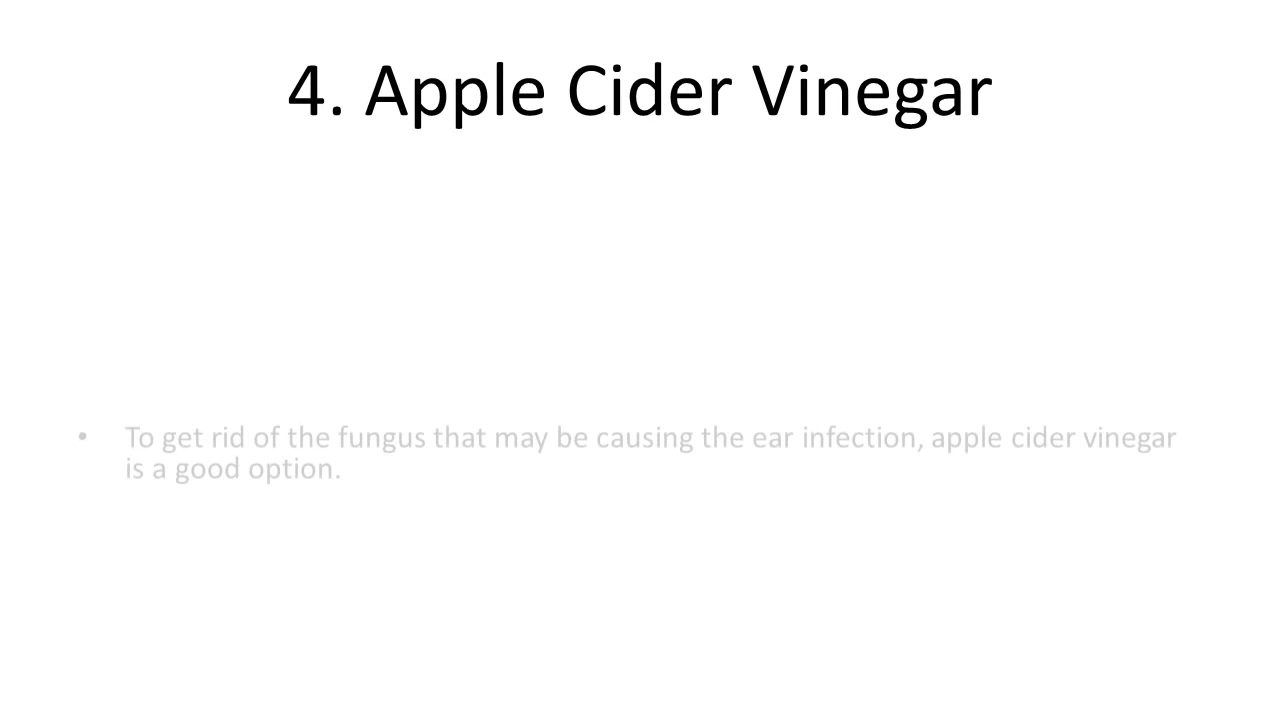 4. Apple Cider Vinegar
• To get rid of the fungus that may be causing the ear infection, apple cider vinegar
is a good option.